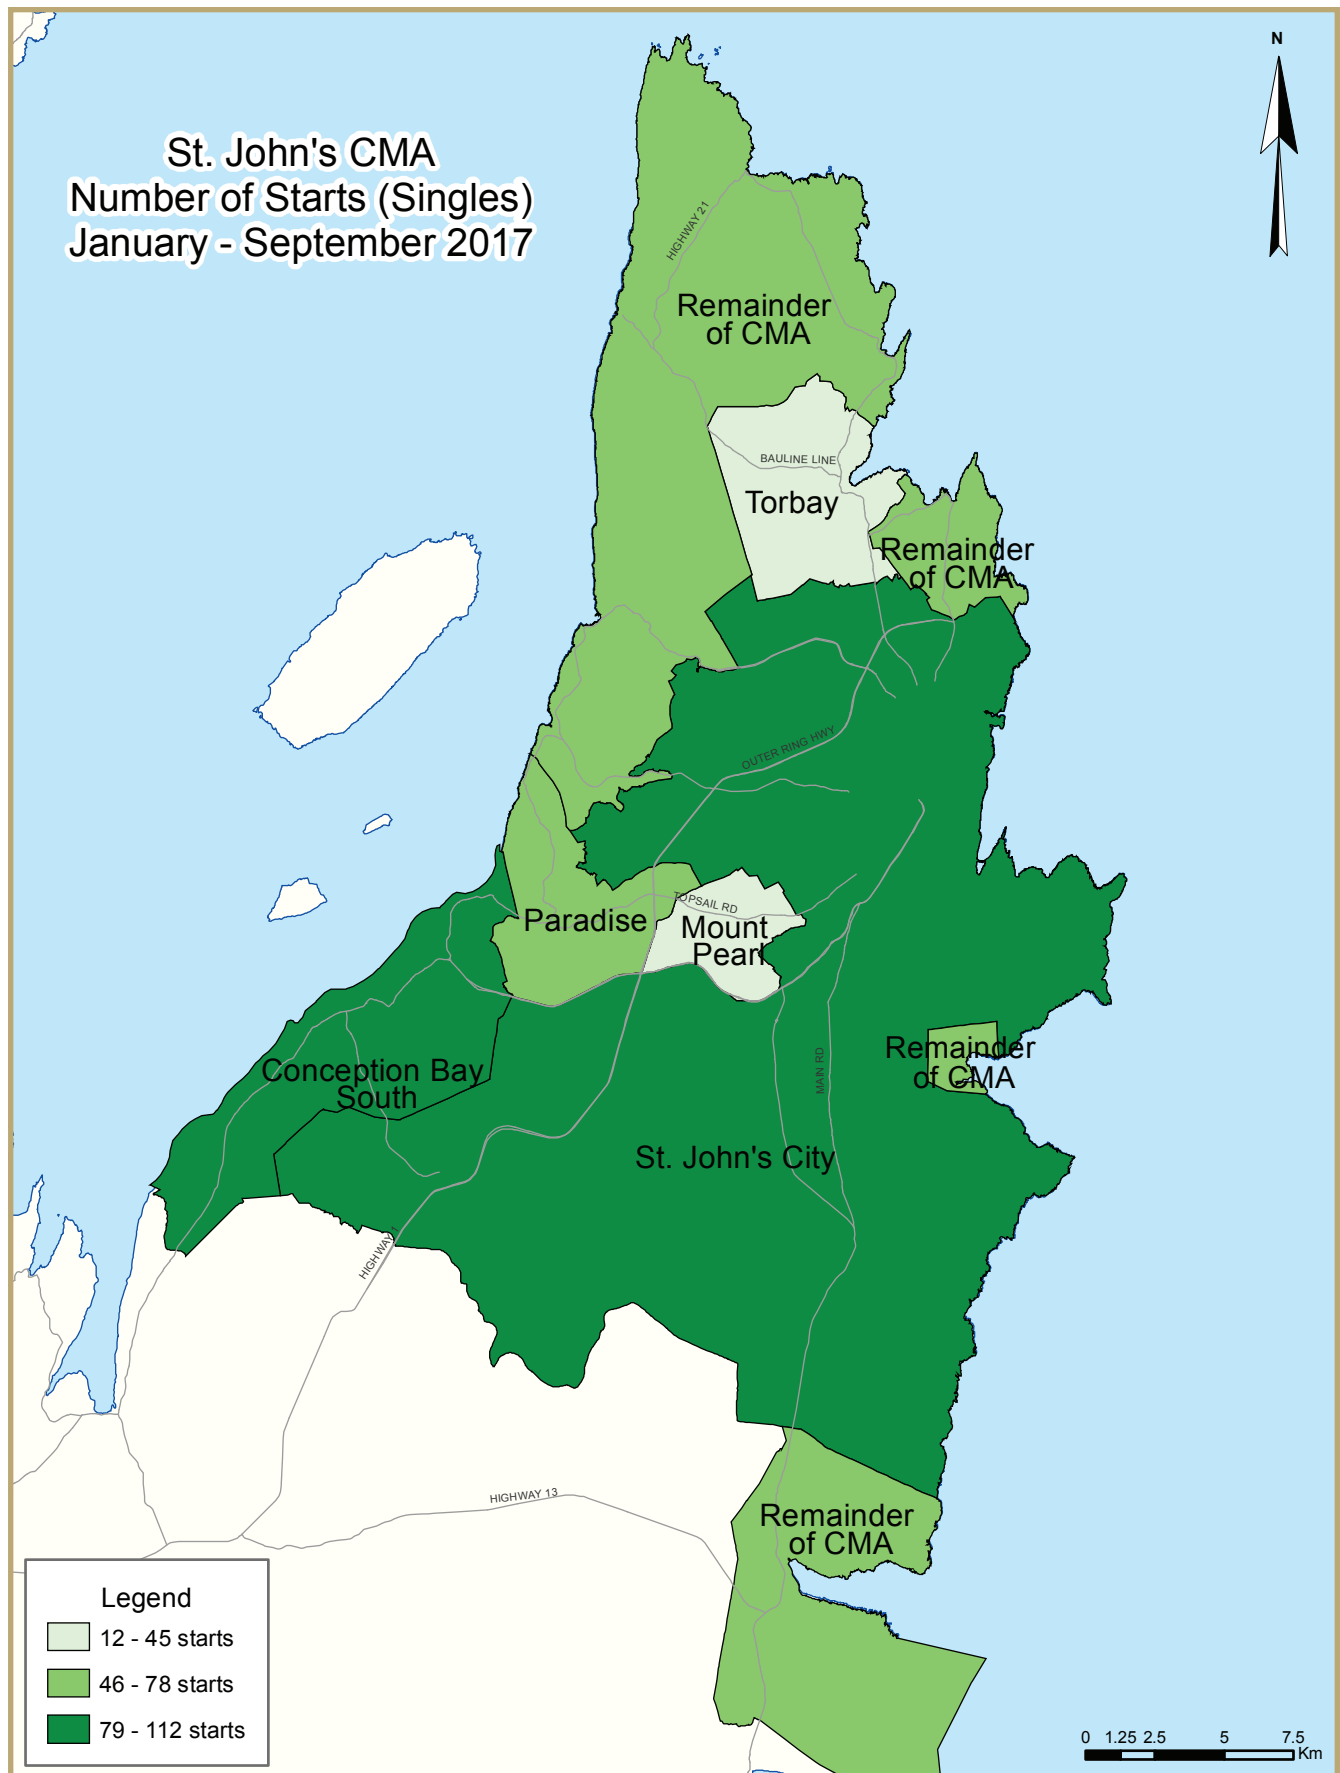 St. John's CMA
Number of Starts (Singles)
January - September 2017
N
HIGHWAY 21
Remainder
of CMA
BAULINE LINE
Torbay
Remainder
of CMA
OUTER RING HWY
TOPSAIL RD
Paradise
Mount
Pearl
Remainder
of CMA
MAIN RD
Conception Bay
South
St. John's City
HIGHWAY 1
HIGHWAY 13
Remainder
of CMA
Legend
12 - 45 starts
46 - 78 starts
79 - 112 starts
0 1.25 2.5 5 7.5
Km